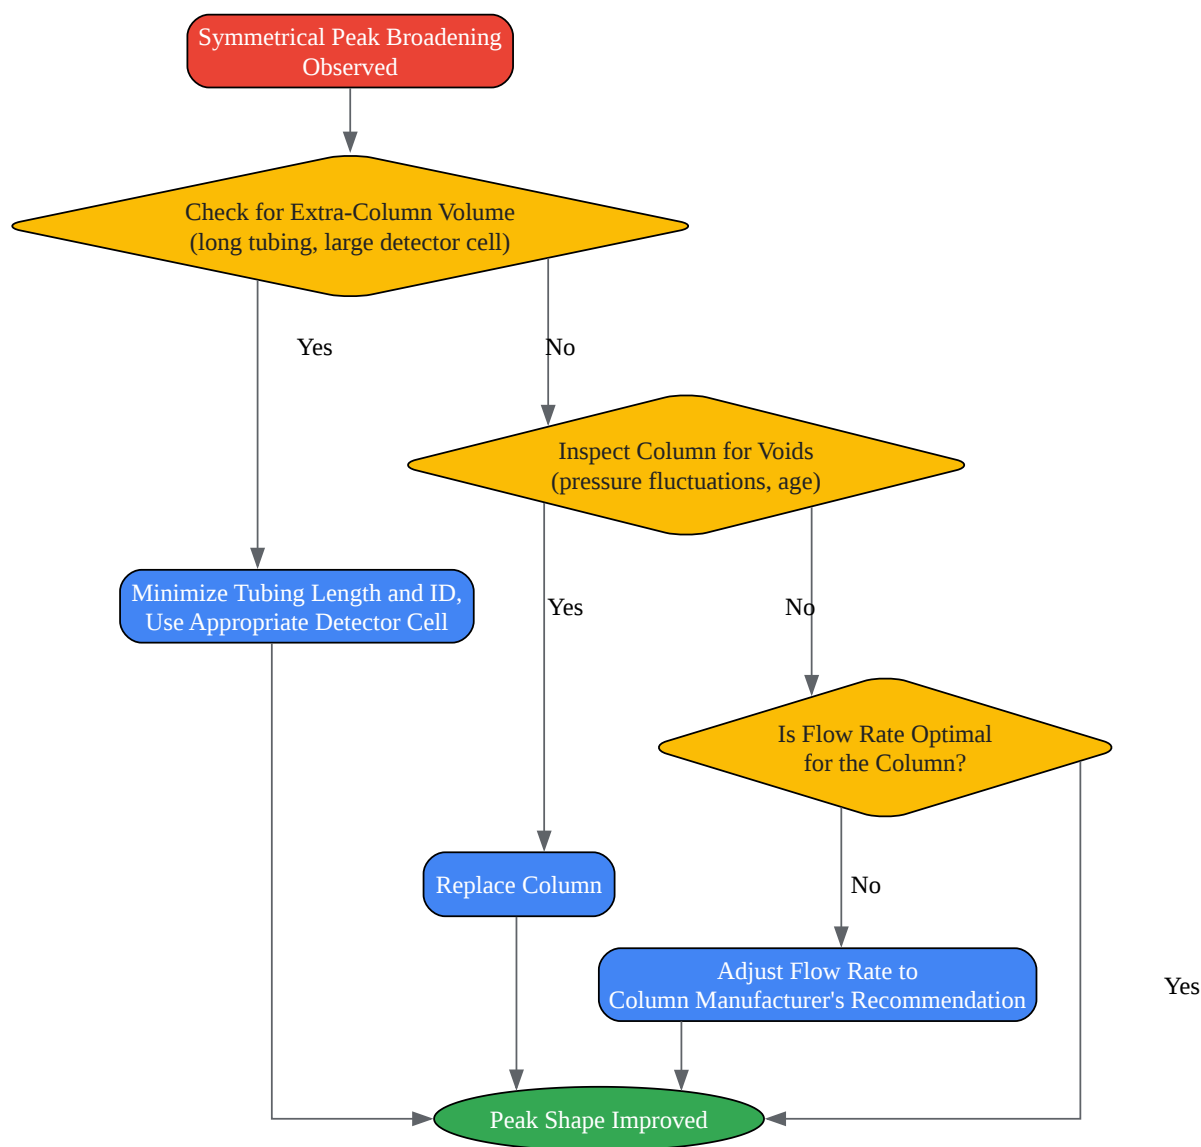 Symmetrical Peak Broadening
Observed
Check for Extra-Column Volume
(long tubing, large detector cell)
Yes
No
Inspect Column for Voids
(pressure fluctuations, age)
Minimize Tubing Length and ID,
Use Appropriate Detector Cell
Yes
No
Is Flow Rate Optimal
for the Column?
Replace Column
No
Adjust Flow Rate to
Column Manufacturer's Recommendation
Yes
Peak Shape Improved